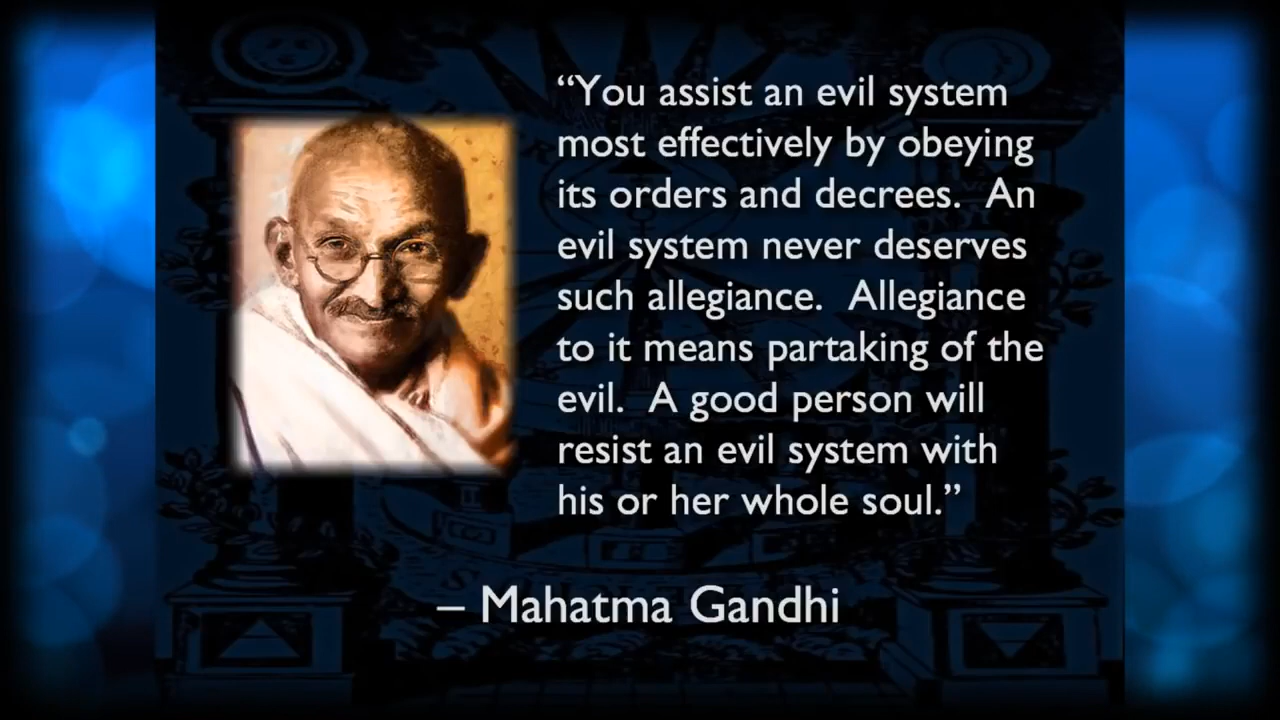 “You assist an evil system
most effectively by obeying
its orders and decrees.  An
evil system never deserves
such allegiance.  Allegiance
to it means partaking of the
evil.  A good person will
resist an evil system with
his or her whole soul.”
– Mahatma Gandhi